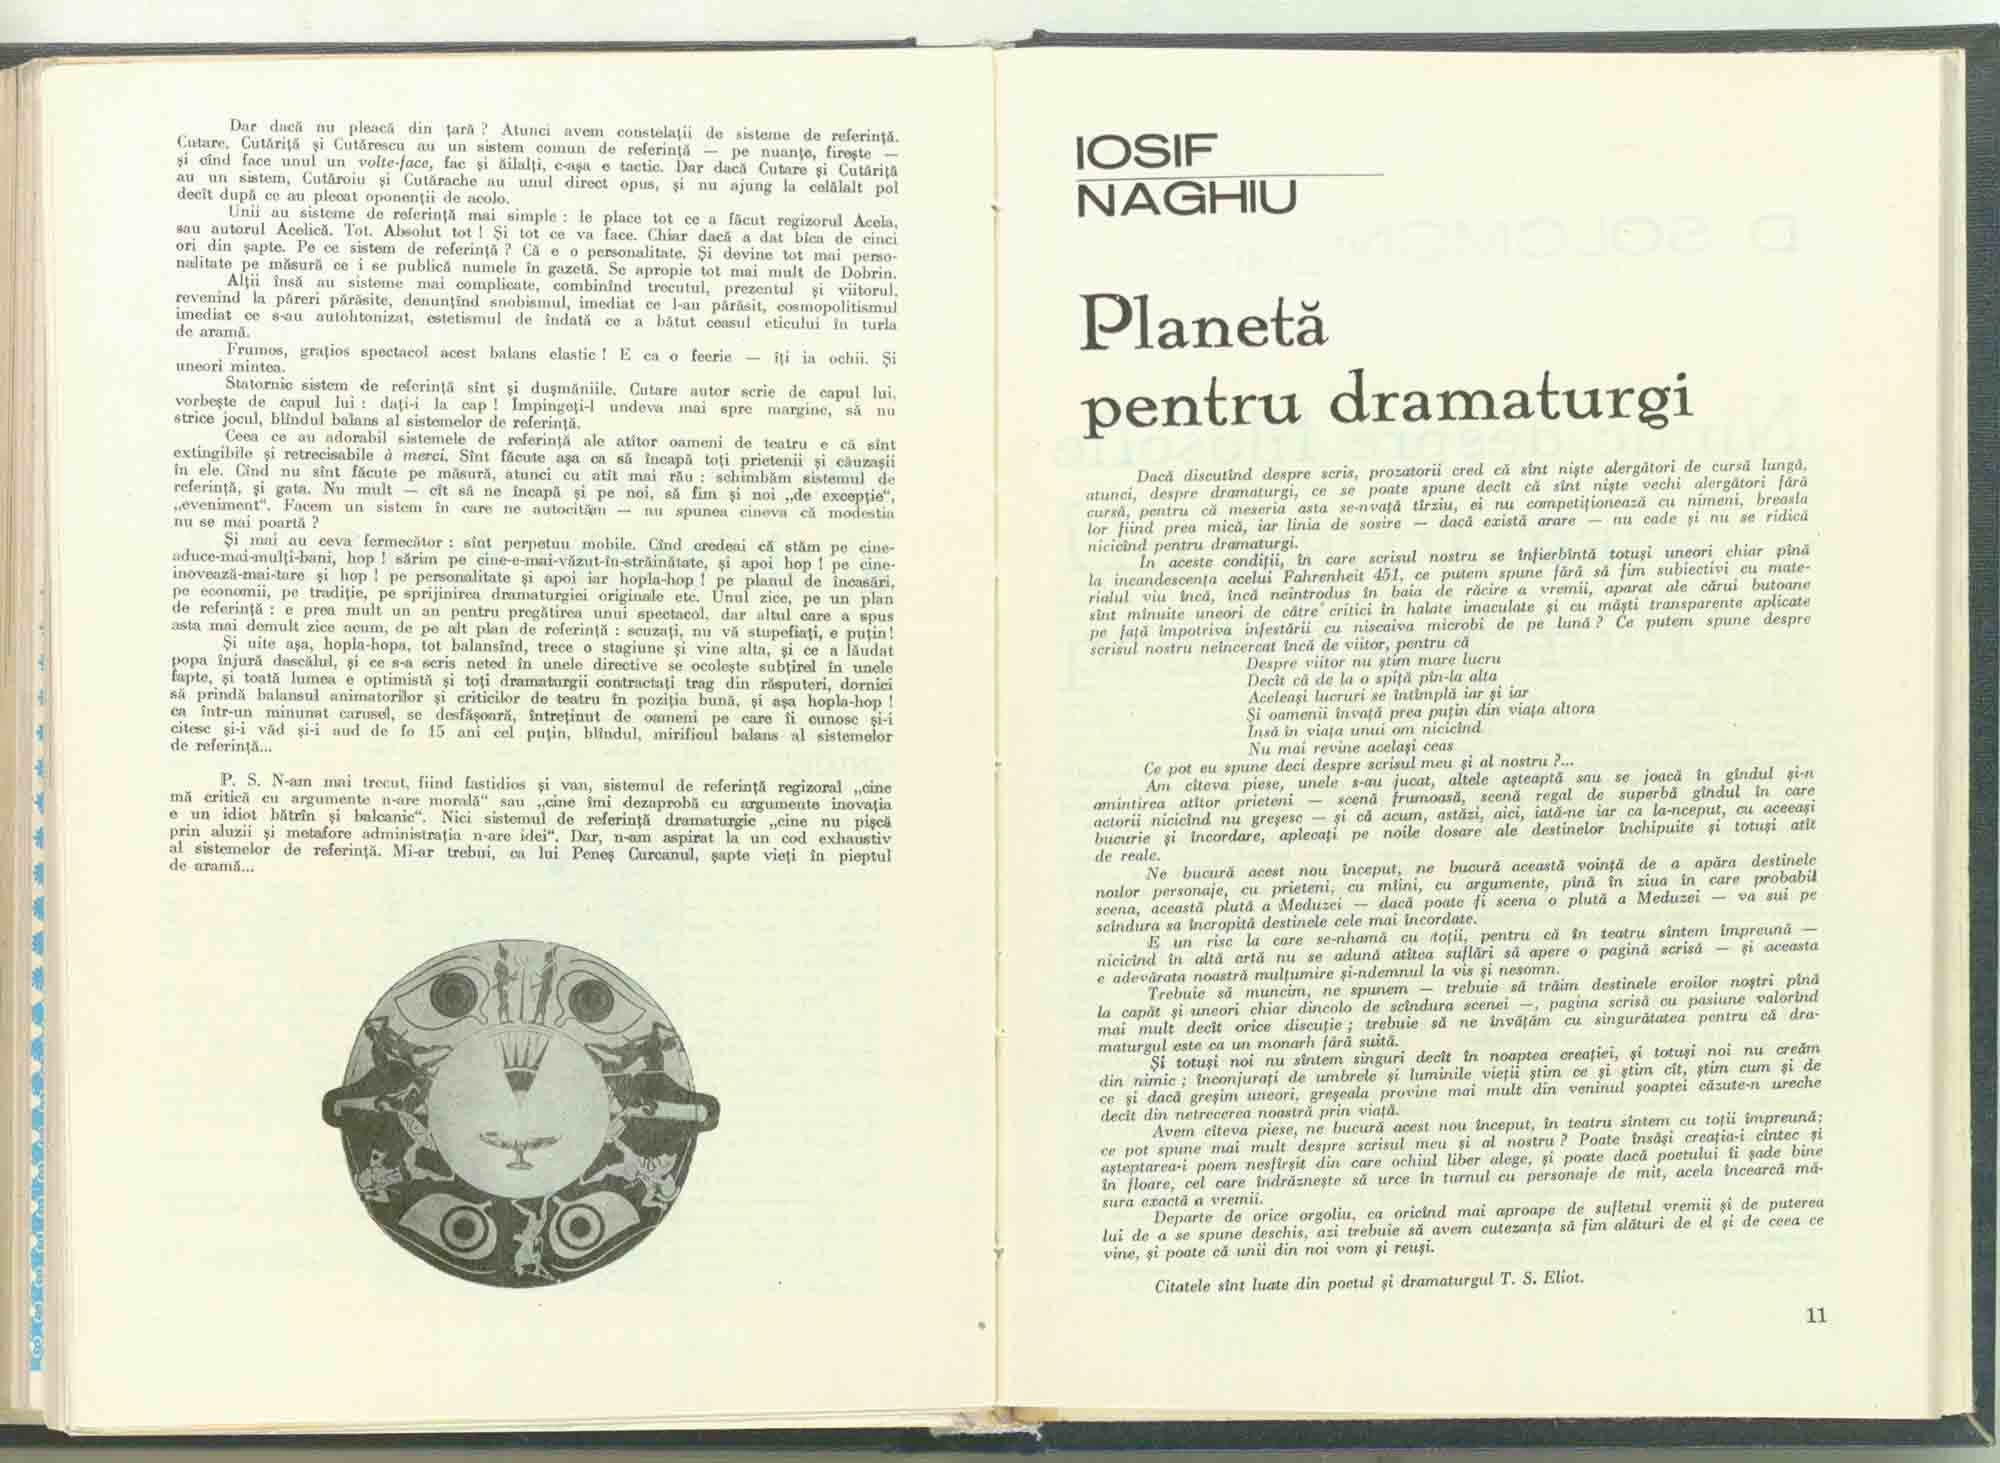 Dar dacă nu pleacă din țară ? Atunci avem constelații de sisteme de referință.
Cutare, Cutăriță și Cutărescu au un sistem comun de referință — pe nuanțe, firește —
și cînd face unul un volte-face, fac și ăilalți, c-așa e tactic. Dar dacă Cutare și Cutăriță
au un sistem, Cutăroiu și Cutărache au unul direct opus, și nu ajung la celălalt pol
decît după ce au plecat oponenții de acolo.
Unii au sisteme de referință mai simple : le place tot ce a făcut regizorul Acela,
sau autorul Acelică. Tot. Absolut tot ! Și tot ce va face. Chiar dacă a dat bîca de cinci
ori din șapte. Pe ce sistem de referință ? Că e o personalitate. Și devine tot mai perso-
nalitate pe măsură ce i se publică numele în gazetă. Se apropie tot mai mult de Dobrin.
Alții însă au sisteme mai complicate, combinînd trecutul, prezentul și viitorul,
revenind la păreri părăsite, denunțînd snobismul, imediat ce l-au părăsit, cosmopolitismul
imediat ce s-au autohtonizat, estetismul de îndată ce a bătut ceasul eticului în turla
de aramă.
Frumos, grațios spectacol acest balans elastic ! E ca o feerie — îți ia ochii. Și
uneori mintea.
Statornic sistem de referință sînt și dușmăniile. Cutare autor scrie de capul lui,
vorbește de capul lui : dați-i la cap ! Împingeți-l undeva mai spre margine, să nu
strice jocul, blîndul balans al sistemelor de referință.
Ceea ce au adorabil sistemele de referință ale atîtor oameni de teatru e că sînt
extingibile și retrecisabile à merci. Sînt făcute așa ca să încapă toți prietenii și căuzașii
în ele. Cînd nu sînt făcute pe măsură, atunci cu atît mai rău : schimbăm sistemul de
referință, și gata. Nu mult — cît să ne încapă și pe noi, să fim și noi „de excepție“,
„eveniment“. Facem un sistem în care ne autocităm — nu spunea cineva că modestia
nu se mai poartă ?
Și mai au ceva fermecător : sînt perpetuu mobile. Cînd credeai că stăm pe cine-
aduce-mai-mulți-bani, hop ! sărim pe cine-e-mai-văzut-în-străinătate, și apoi hop ! pe cine-
inovează-mai-tare și hop ! pe personalitate și apoi iar hopla-hop ! pe planul de încasări,
pe economii, pe tradiție, pe sprijinirea dramaturgiei originale etc. Unul zice, pe un plan
de referință : e prea mult un an pentru pregătirea unui spectacol, dar altul care a spus
asta mai demult zice acum, de pe alt plan de referință : scuzați, nu vă stupefiați, e puțin!
Și uite așa, hopla-hopa, tot balansînd, trece o stagiune și vine alta, și ce a lăudat
popa înjură dascălul, și ce s-a scris neted în unele directive se ocolește subțirel în unele
fapte, și toată lumea e optimistă și toți dramaturgii contractați trag din răsputeri, dornici
să prindă balansul animatorilor și criticilor de teatru în poziția bună, și așa hopla-hop !
ca într-un minunat carusel, se desfășoară, întreținut de oameni pe care îi cunosc și-i
citesc și-i văd și-i aud de fo 15 ani cel puțin, blîndul, mirificul balans al sistemelor
de referință...
P. S. N-am mai trecut, fiind fastidios și van, sistemul de referință regizoral „cine
mă critică cu argumente n-are morală“ sau „cine îmi dezaprobă cu argumente inovația
e un idiot bătrîn și balcanic“. Nici sistemul de referință dramaturgic „cine nu pișcă
prin aluzii și metafore administrația n-are idei“. Dar, n-am aspirat la un cod exhaustiv
al sistemelor de referință. Mi-ar trebui, ca lui Peneș Curcanul, șapte vieți în pieptul
de aramă...
IOSIF
NAGHIU
Planetă
pentru dramaturgi
Dacă discutînd despre scris, prozatorii cred că sînt niște alergători de cursă lungă,
atunci, despre dramaturgi, ce se poate spune decît că sînt niște vechi alergători fără
cursă, pentru că meseria asta se-nvață tîrziu, ei nu competiționează cu nimeni, breasla
lor fiind prea mică, iar linia de sosire — dacă există arare — nu cade și nu se ridică
nicicînd pentru dramaturgi.
În aceste condiții, în care scrisul nostru se înfierbîntă totuși uneori chiar pînă
la incandescența acelui Fahrenheit 451, ce putem spune fără să fim subiectivi cu mate-
rialul viu încă, încă neintrodus în baia de răcire a vremii, aparat ale cărui butoane
sînt mînuite uneori de către critici în halate imaculate și cu măști transparente aplicate
pe față împotriva infestării cu niscaiva microbi de pe lună ? Ce putem spune despre
scrisul nostru neîncercat încă de viitor, pentru că
Despre viitor nu știm mare lucru
Decît că de la o spiță pîn-la alta
Aceleași lucruri se întîmplă iar și iar
Și oamenii învață prea puțin din viața altora
Însă în viața unui om nicicînd
Nu mai revine același ceas
Ce pot eu spune deci despre scrisul meu și al nostru ?...
Am cîteva piese, unele s-au jucat, altele așteaptă sau se joacă în gîndul și-n
amintirea atîtor prieteni — scenă frumoasă, scenă regal de superbă gîndul în care
actorii nicicînd nu greșesc — și că acum, astăzi, aici, iată-ne iar ca la-nceput, cu aceeași
bucurie și încordare, aplecați pe noile dosare ale destinelor închipuite și totuși atît
de reale.
Ne bucură acest nou început, ne bucură această voință de a apăra destinele
noilor personaje, cu prieteni, cu mîini, cu argumente, pînă în ziua în care probabil
scena, această plută a Meduzei — dacă poate fi scena o plută a Meduzei — va sui pe
scîndura sa încropită destinele cele mai încordate.
E un risc la care se-nhamă cu toții, pentru că în teatru sîntem împreună —
nicicînd în altă artă nu se adună atîtea suflări să apere o pagină scrisă — și aceasta
e adevărata noastră mulțumire și-ndemnul la vis și nesomn.
Trebuie să muncim, ne spunem — trebuie să trăim destinele eroilor noștri pînă
la capăt și uneori chiar dincolo de scîndura scenei —, pagina scrisă cu pasiune valorînd
mai mult decît orice discuție ; trebuie să ne învățăm cu singurătatea pentru că dra-
maturgul este ca un monarh fără suită.
Și totuși noi nu sîntem singuri decît în noaptea creației, și totuși noi nu creăm
din nimic ; înconjurați de umbrele și luminile vieții știm ce și știm cît, știm cum și de
ce și dacă greșim uneori, greșeala provine mai mult din veninul șoaptei căzute-n ureche
decît din netrecerea noastră prin viață.
Avem cîteva piese, ne bucură acest nou început, în teatru sîntem cu toții împreună;
ce pot spune mai mult despre scrisul meu și al nostru ? Poate însăși creația-i cîntec și
așteptarea-i poem nesfîrșit din care ochiul liber alege, și poate dacă poetului îi șade bine
în floare, cel care îndrăznește să urce în turnul cu personaje de mit, acela încearcă mă-
sura exactă a vremii.
Departe de orice orgoliu, ca oricînd mai aproape de sufletul vremii și de puterea
lui de a se spune deschis, azi trebuie să avem cutezanța să fim alături de el și de ceea ce
vine, și poate că unii din noi vom și reuși.
Citatele sînt luate din poetul și dramaturgul T. S. Eliot.
11